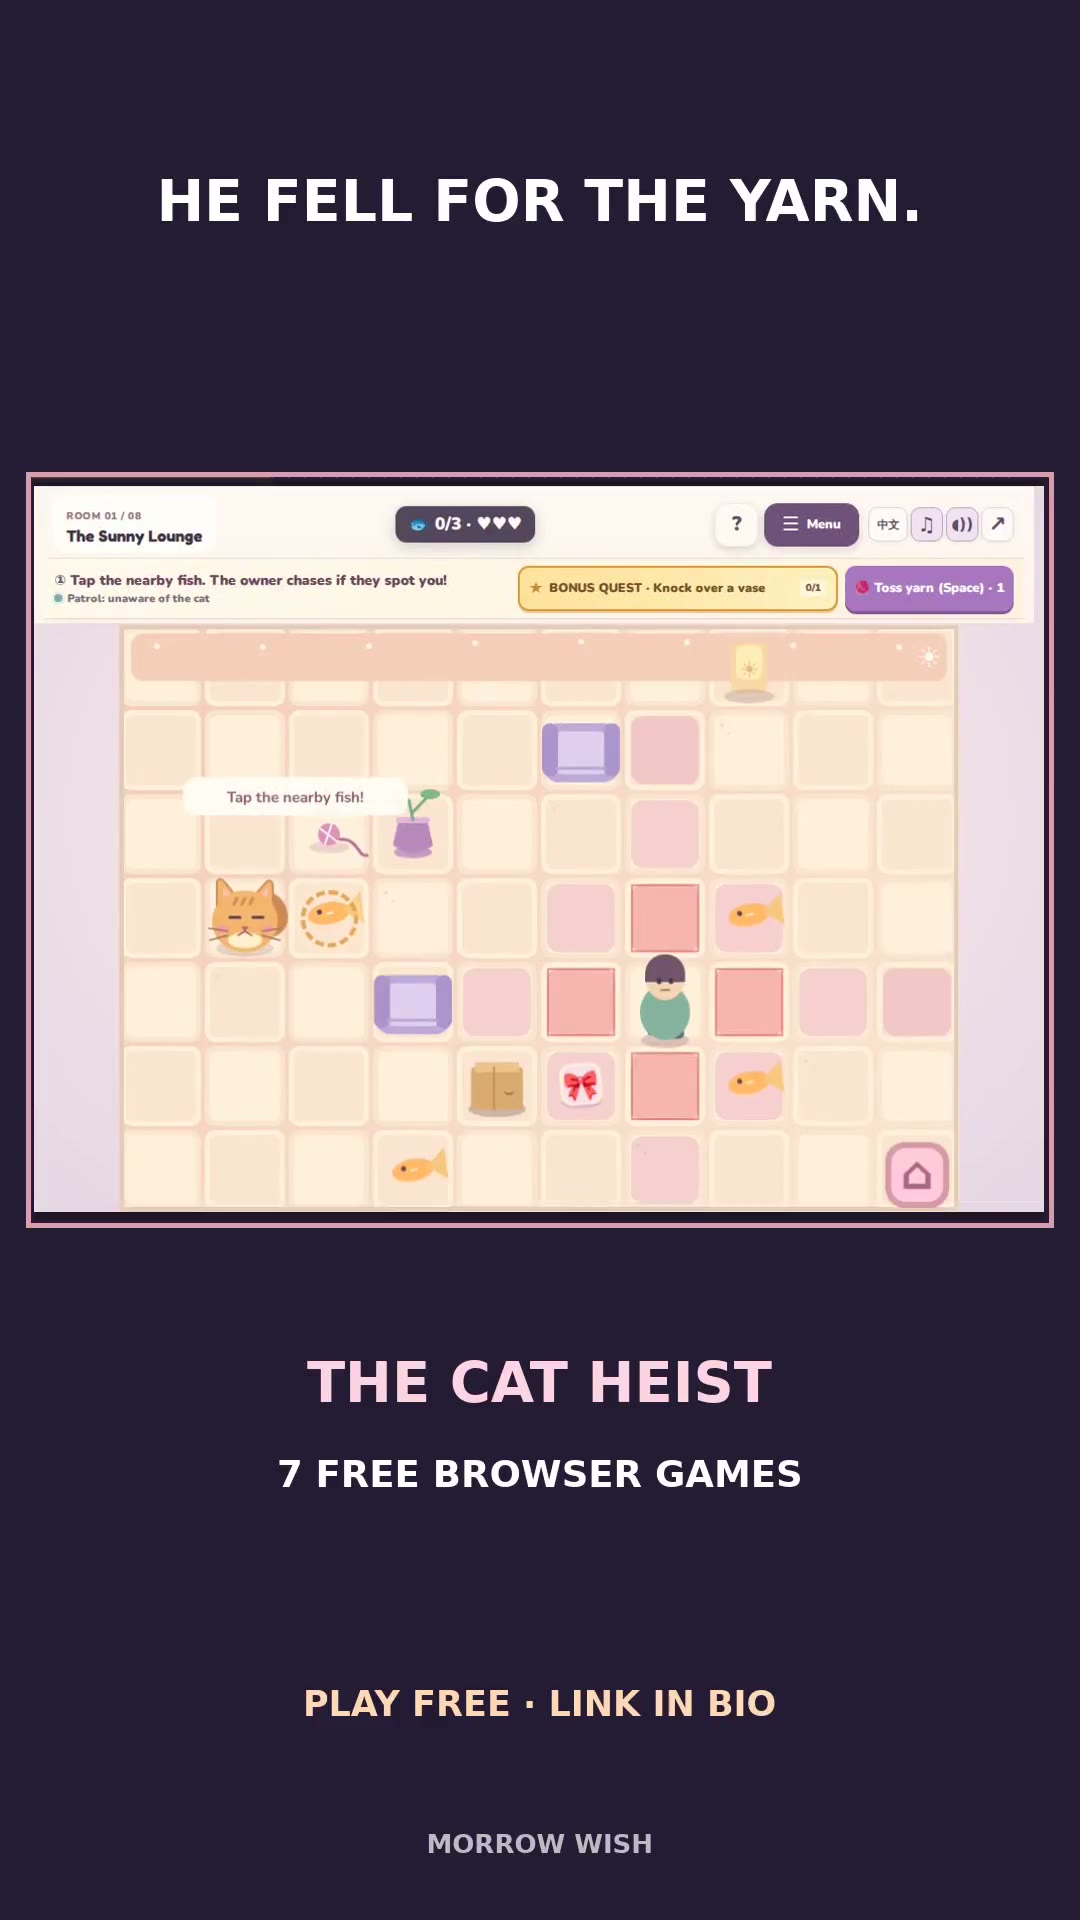 HE FELL FOR THE YARN.
ROOM 01 / 08
The Sunny Lounge
0/3 · ♥♥♥
?
☰ Menu
中文
① Tap the nearby fish. The owner chases if they spot you!
Patrol: unaware of the cat
★ BONUS QUEST · Knock over a vase 0/1
Toss yarn (Space) · 1
Tap the nearby fish!
THE CAT HEIST
7 FREE BROWSER GAMES
PLAY FREE · LINK IN BIO
MORROW WISH